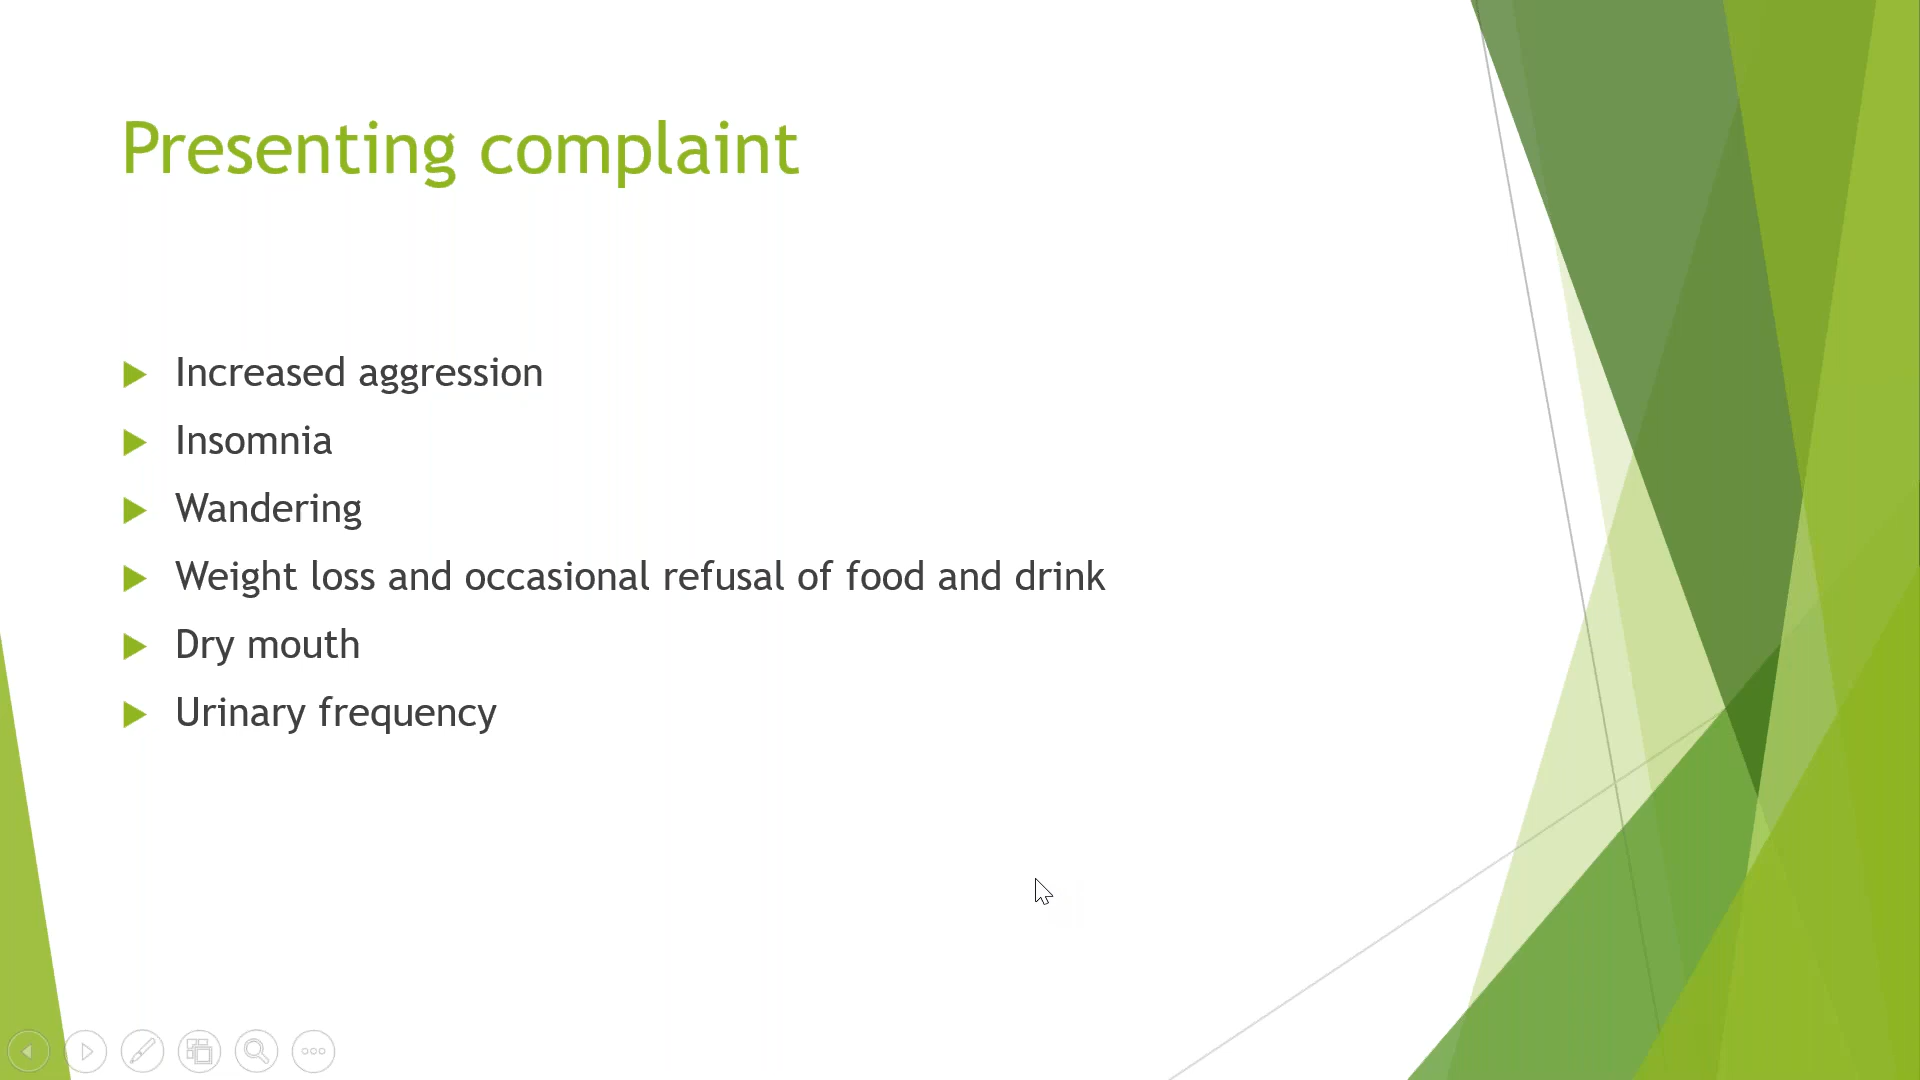 Presenting complaint
Increased aggression
Insomnia
Wandering
Weight loss and occasional refusal of food and drink
Dry mouth
Urinary frequency